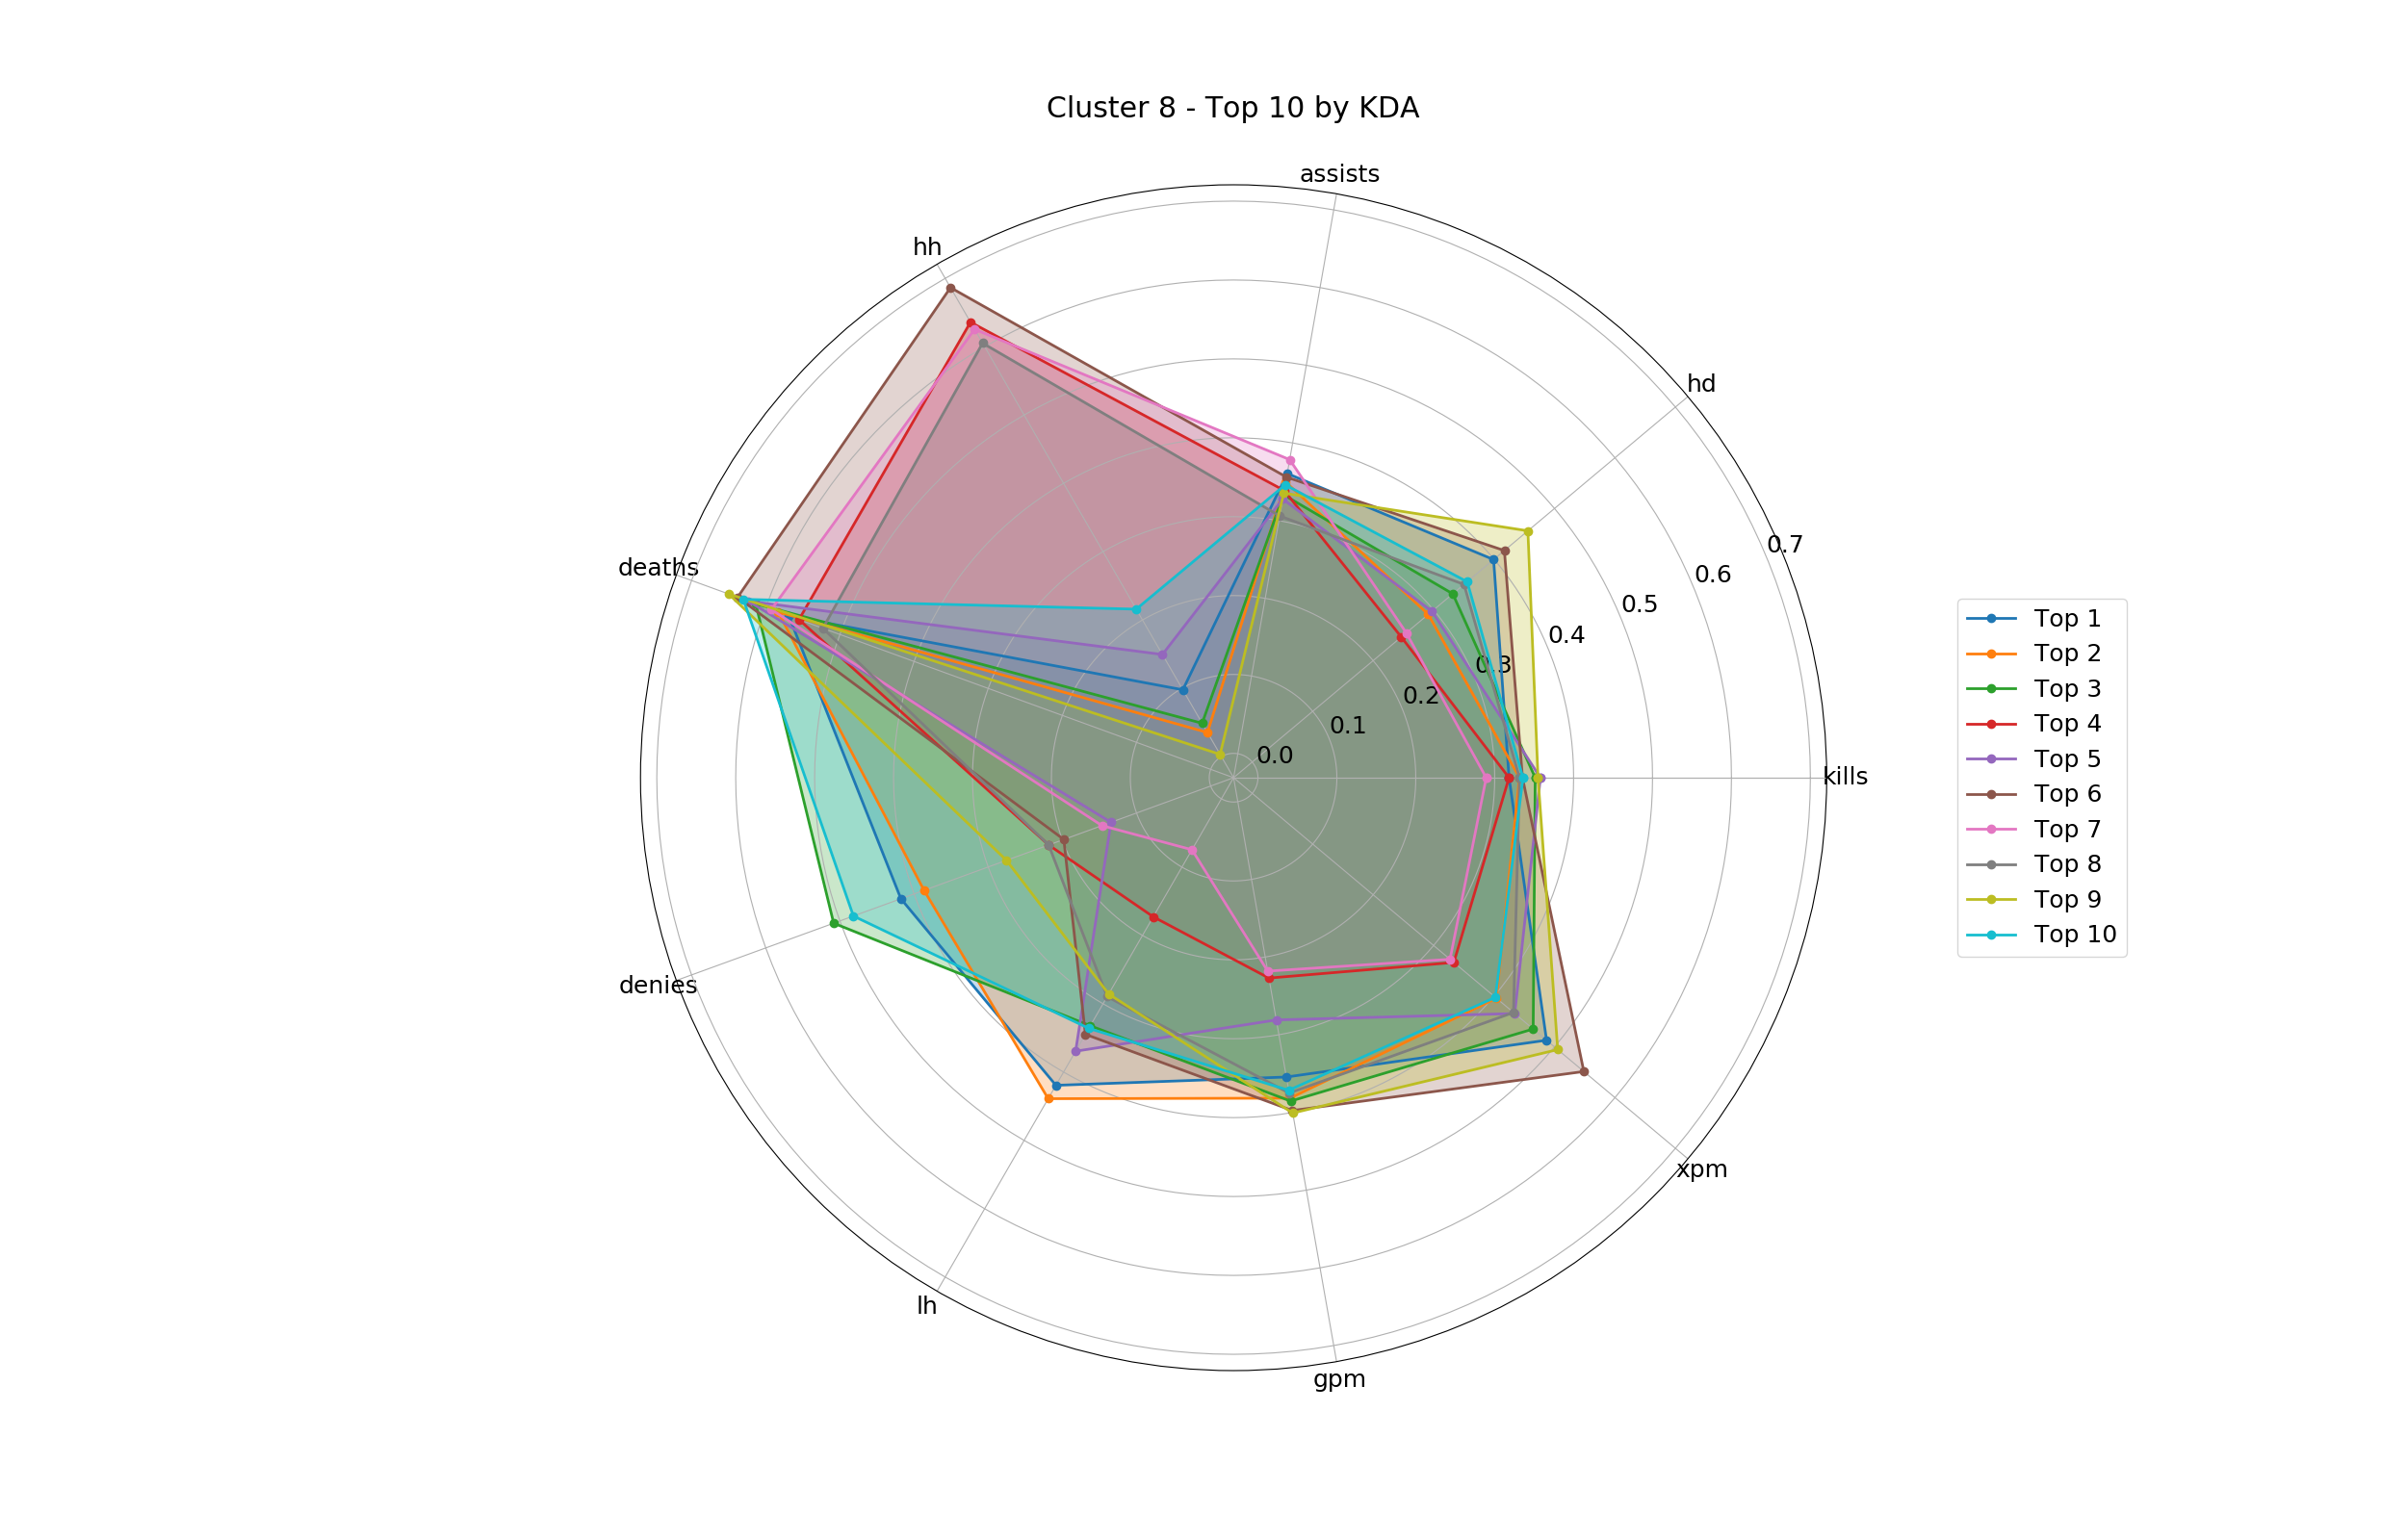 Cluster 8 - Top 10 by KDA
assists
hh
hd
0.7
deaths
0.6
0.5
0.4
0.3
0.2
0.1
0.0
kills
denies
xpm
lh
gpm
Top 1
Top 2
Top 3
Top 4
Top 5
Top 6
Top 7
Top 8
Top 9
Top 10